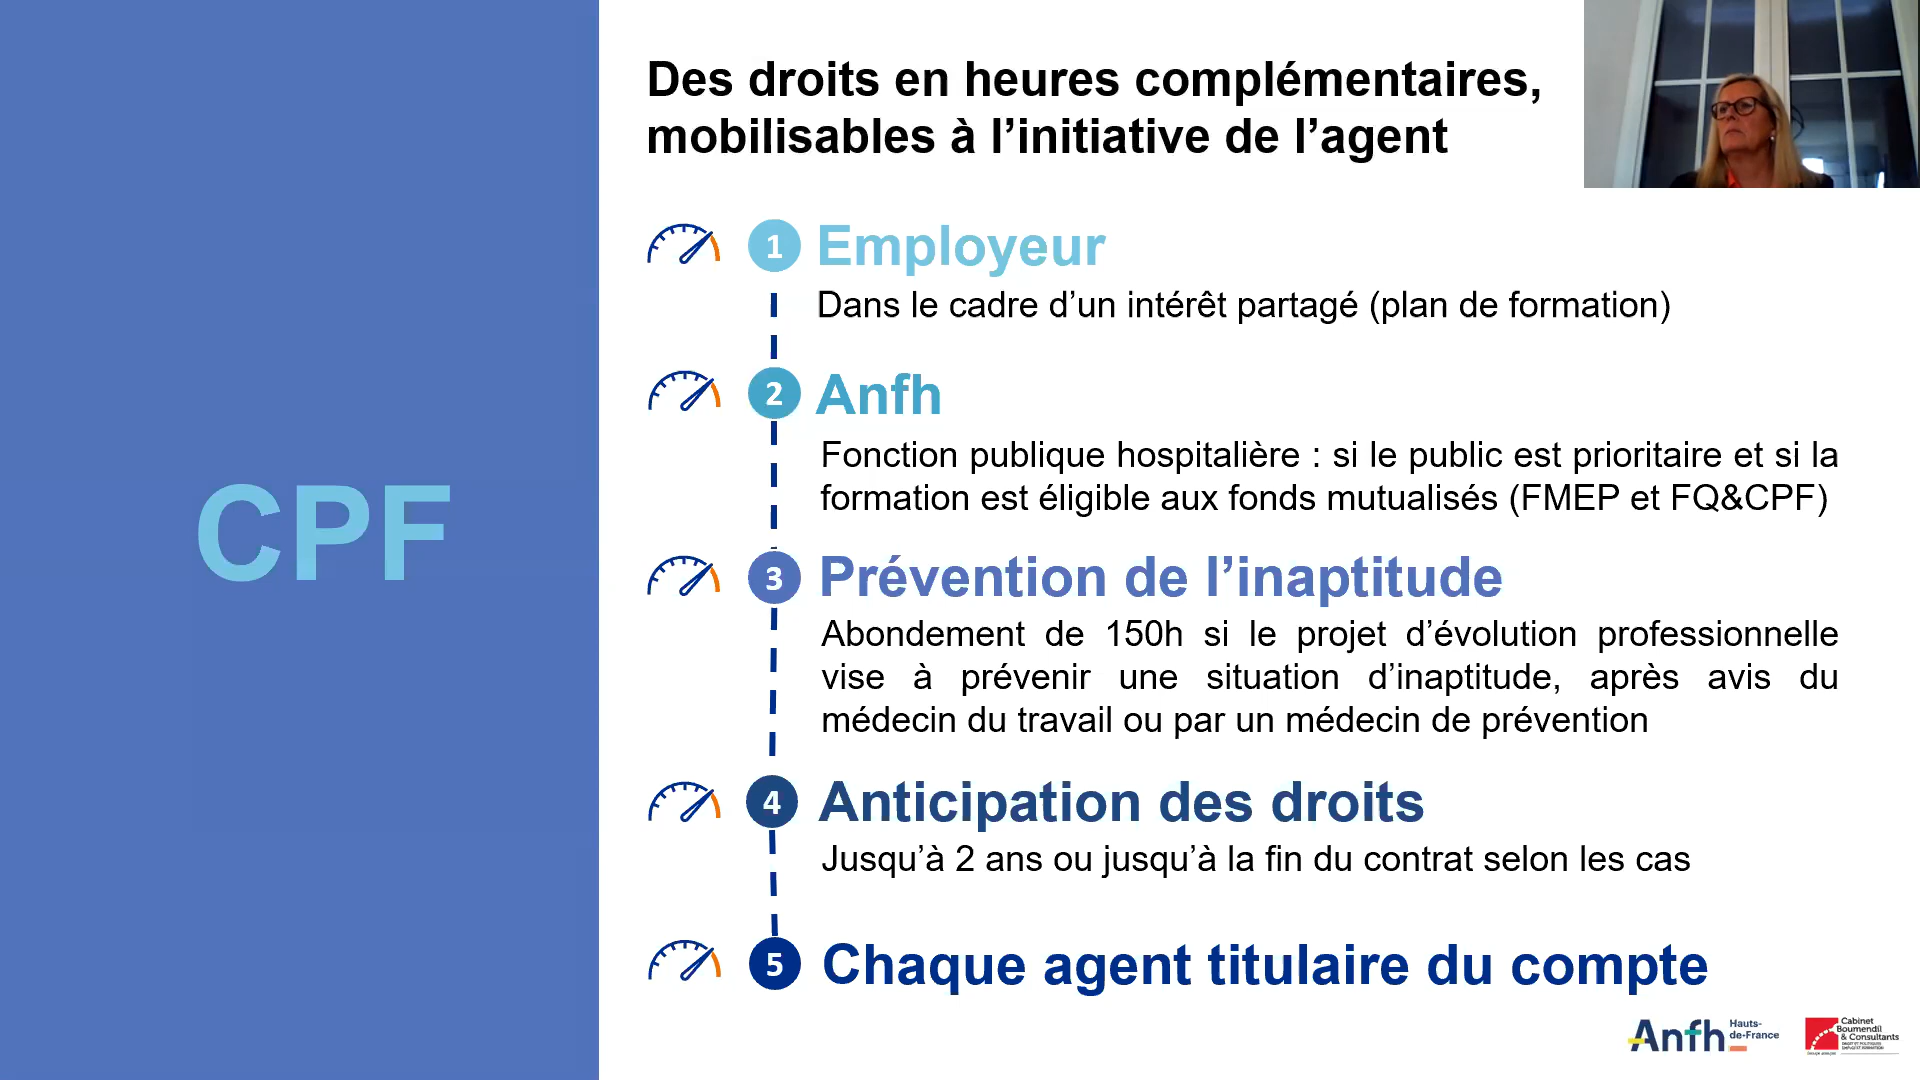 Des droits en heures complémentaires,
mobilisables à l’initiative de l’agent
CPF
1 Employeur
Dans le cadre d’un intérêt partagé (plan de formation)
2 Anfh
Fonction publique hospitalière : si le public est prioritaire et si la
formation est éligible aux fonds mutualisés (FMEP et FQ&CPF)
3 Prévention de l’inaptitude
Abondement de 150h si le projet d’évolution professionnelle
vise à prévenir une situation d’inaptitude, après avis du
médecin du travail ou par un médecin de prévention
4 Anticipation des droits
Jusqu’à 2 ans ou jusqu’à la fin du contrat selon les cas
5 Chaque agent titulaire du compte
Anfh
Hauts-
de-France
Cabinet
Boumendil
& Consultants